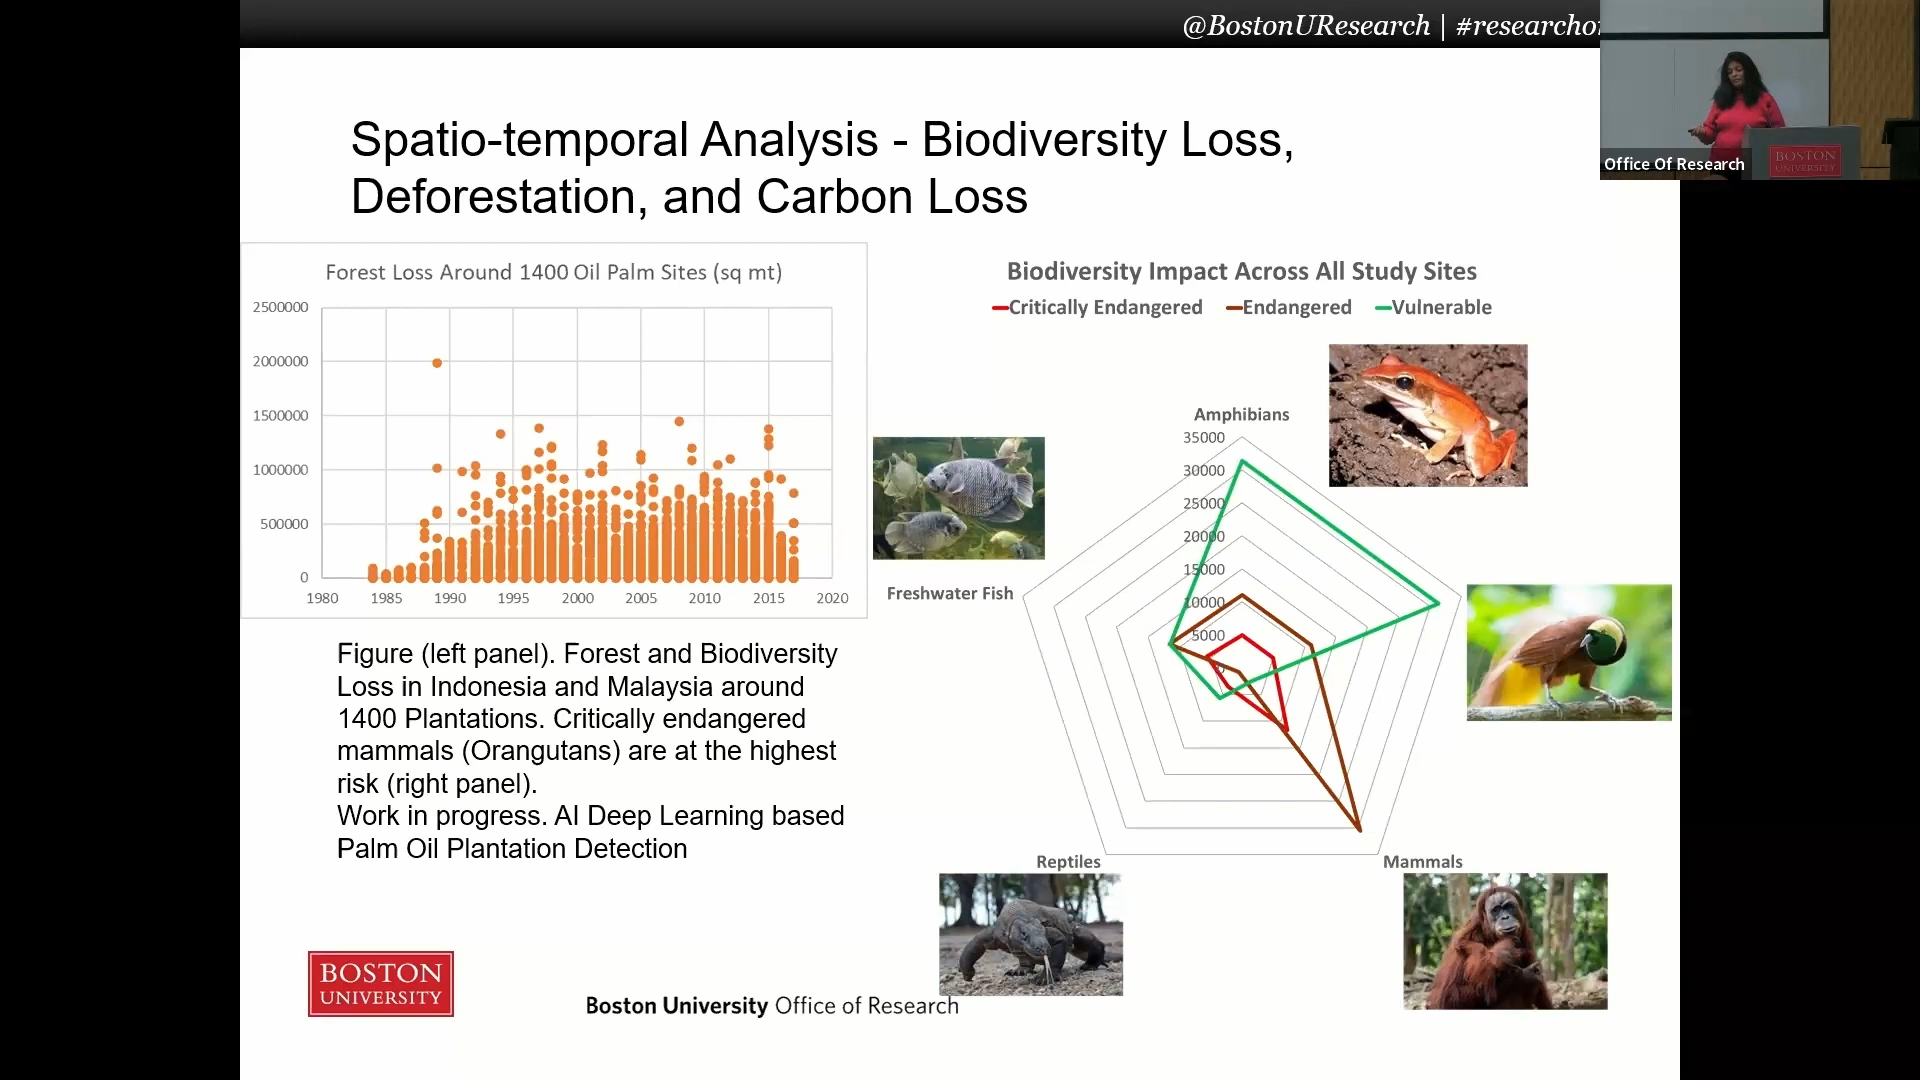 @BostonUResearch | #researcho
Office Of Research
BOSTON
UNIVERSITY
Spatio-temporal Analysis - Biodiversity Loss,
Deforestation, and Carbon Loss
Forest Loss Around 1400 Oil Palm Sites (sq mt)
2500000
2000000
1500000
1000000
500000
0
1980 1985 1990 1995 2000 2005 2010 2015 2020
Biodiversity Impact Across All Study Sites
Critically Endangered Endangered Vulnerable
Amphibians
35000
30000
25000
20000
15000
10000
5000
0
Freshwater Fish
Reptiles
Mammals
Figure (left panel). Forest and Biodiversity
Loss in Indonesia and Malaysia around
1400 Plantations. Critically endangered
mammals (Orangutans) are at the highest
risk (right panel).
Work in progress. AI Deep Learning based
Palm Oil Plantation Detection
BOSTON
UNIVERSITY
Boston University Office of Research